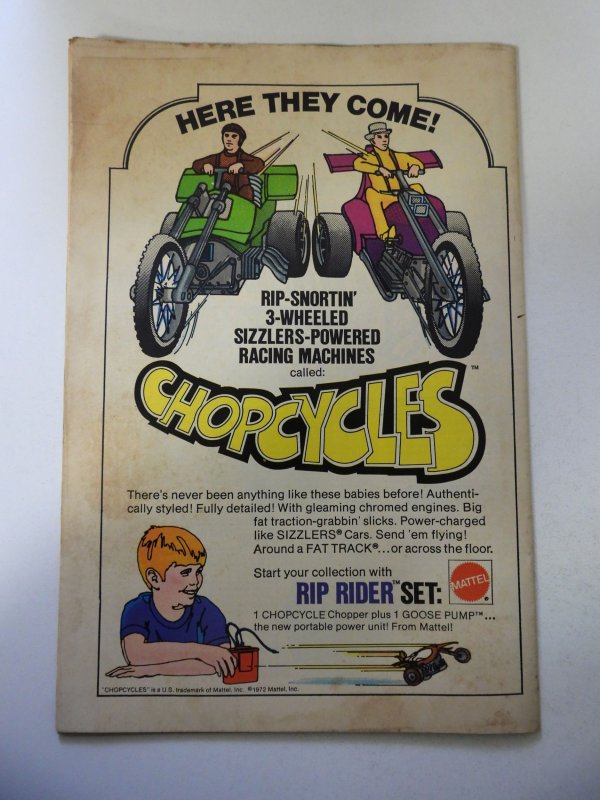 HERE THEY COME!
RIP-SNORTIN'
3-WHEELED
SIZZLERS-POWERED
RACING MACHINES
called:
CHOPCYCLES™
There's never been anything like these babies before! Authenti-
cally styled! Fully detailed! With gleaming chromed engines. Big
fat traction-grabbin' slicks. Power-charged
like SIZZLERS® Cars. Send 'em flying!
Around a FAT TRACK®...or across the floor.
Start your collection with
RIP RIDER™ SET:
MATTEL®
1 CHOPCYCLE Chopper plus 1 GOOSE PUMP™...
the new portable power unit! From Mattel!
"CHOPCYCLES" is a U.S. trademark of Mattel, Inc. ©1972 Mattel, Inc.